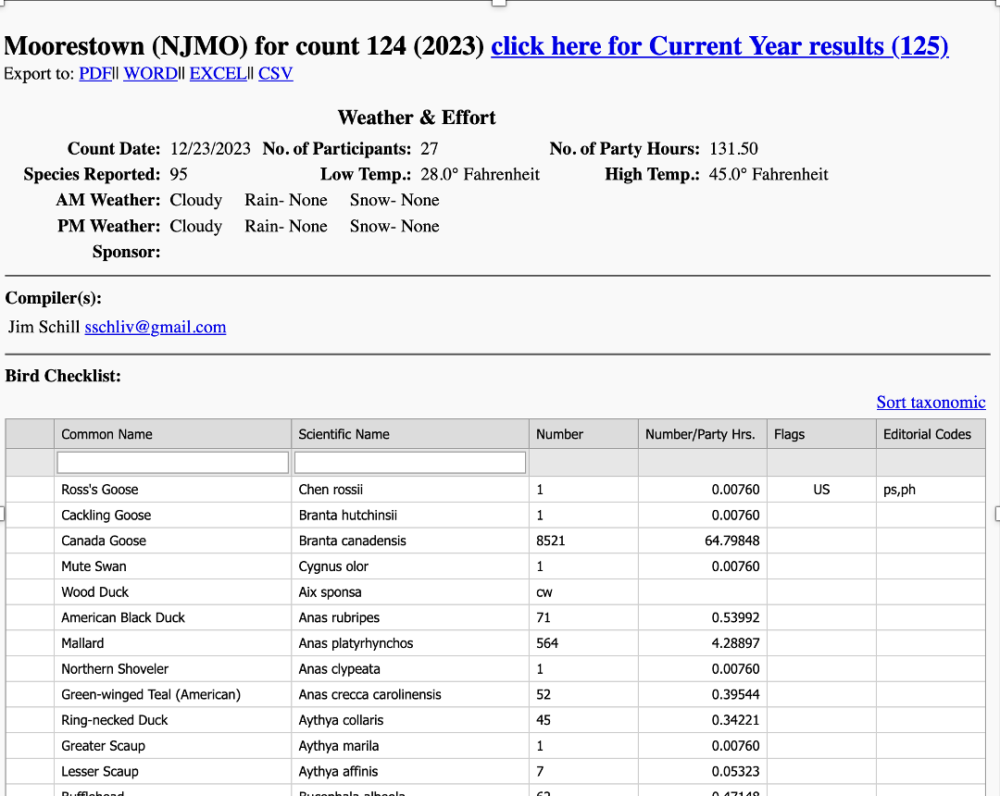 Moorestown (NJMO) for count 124 (2023) click here for Current Year results (125)
Export to: PDF|| WORD|| EXCEL|| CSV
Weather & Effort
Count Date: 12/23/2023 No. of Participants: 27 No. of Party Hours: 131.50
Species Reported: 95 Low Temp.: 28.0° Fahrenheit High Temp.: 45.0° Fahrenheit
AM Weather: Cloudy Rain- None Snow- None
PM Weather: Cloudy Rain- None Snow- None
Sponsor:
Compiler(s):
Jim Schill sschliv@gmail.com
Bird Checklist:
Sort taxonomic
Common Name Scientific Name Number Number/Party Hrs. Flags Editorial Codes
Ross's Goose Chen rossii 1 0.00760 US ps,ph
Cackling Goose Branta hutchinsii 1 0.00760
Canada Goose Branta canadensis 8521 64.79848
Mute Swan Cygnus olor 1 0.00760
Wood Duck Aix sponsa cw
American Black Duck Anas rubripes 71 0.53992
Mallard Anas platyrhynchos 564 4.28897
Northern Shoveler Anas clypeata 1 0.00760
Green-winged Teal (American) Anas crecca carolinensis 52 0.39544
Ring-necked Duck Aythya collaris 45 0.34221
Greater Scaup Aythya marila 1 0.00760
Lesser Scaup Aythya affinis 7 0.05323
Bufflehead Bucephala albeola 62 0.47148